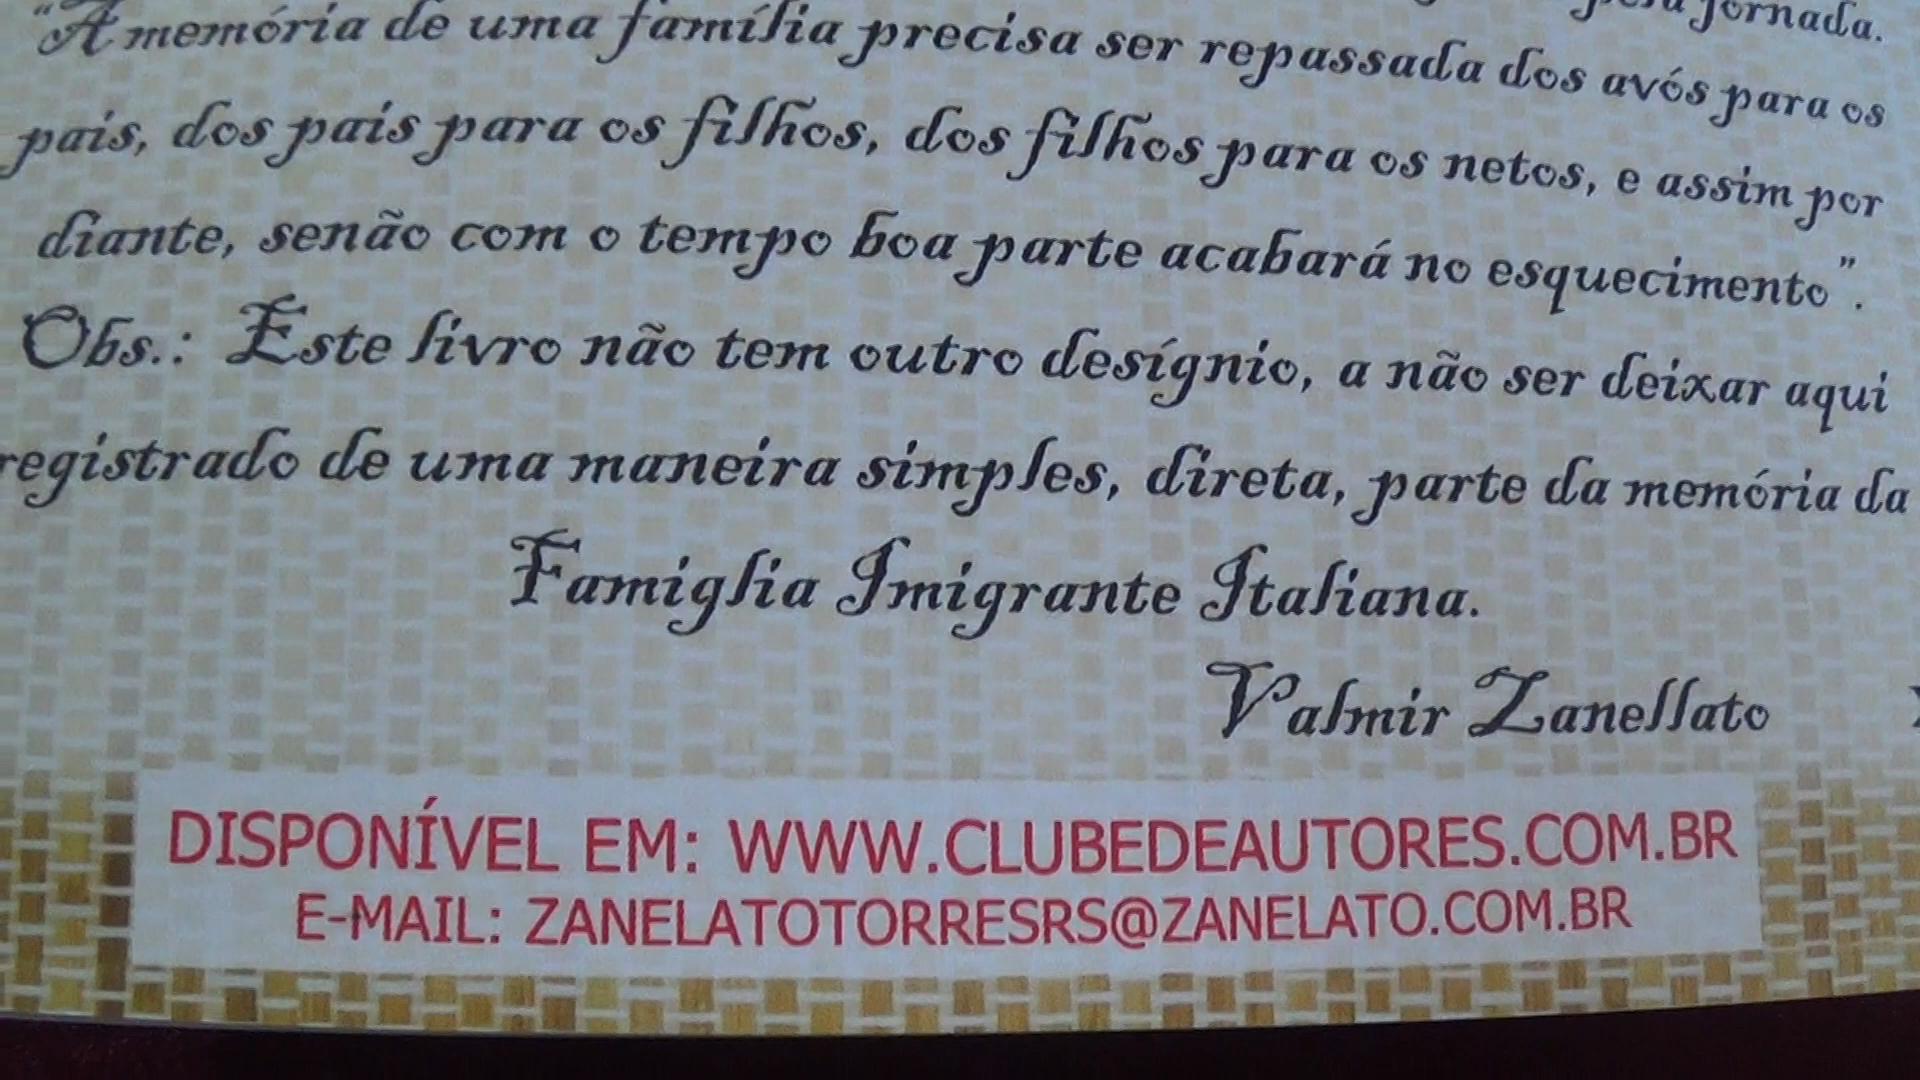 jornada.
“A memória de uma família precisa ser repassada dos avós para os
pais, dos pais para os filhos, dos filhos para os netos, e assim por
diante, senão com o tempo boa parte acabará no esquecimento”.
Obs.: Este livro não tem outro desígnio, a não ser deixar aqui
registrado de uma maneira simples, direta, parte da memória da
Famiglia Imigrante Italiana.
Valmir Zanellato
DISPONÍVEL EM: WWW.CLUBEDEAUTORES.COM.BR
E-MAIL: ZANELATOTORRESRS@ZANELATO.COM.BR